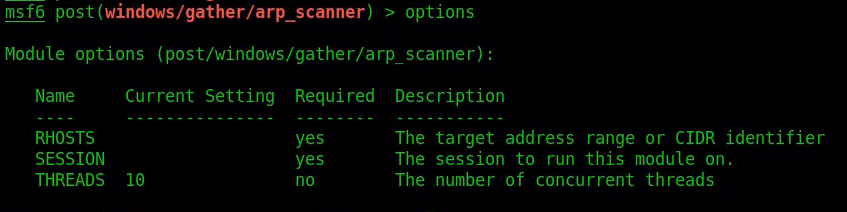 msf6 post(windows/gather/arp_scanner) > options
Module options (post/windows/gather/arp_scanner):
Name     Current Setting  Required  Description
----     ---------------  --------  -----------
RHOSTS                    yes       The target address range or CIDR identifier
SESSION                   yes       The session to run this module on.
THREADS  10               no        The number of concurrent threads